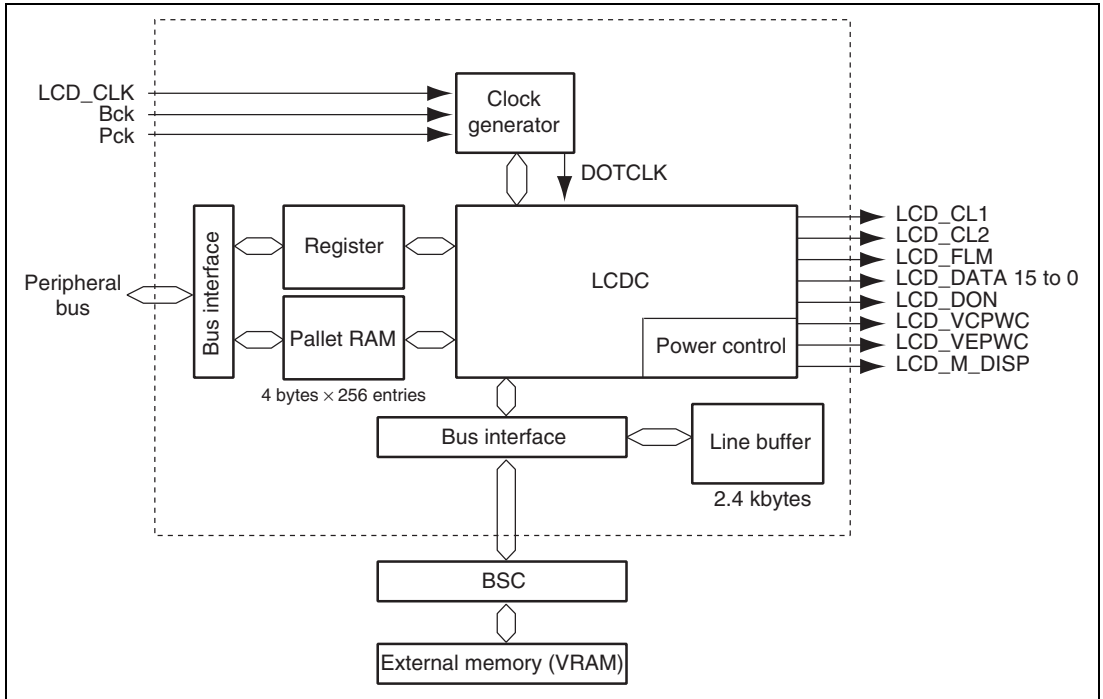 LCD_CLK
Bck
Pck
Clock
generator
DOTCLK
Peripheral
bus
Bus interface
Register
Pallet RAM
4 bytes × 256 entries
LCDC
Power control
LCD_CL1
LCD_CL2
LCD_FLM
LCD_DATA 15 to 0
LCD_DON
LCD_VCPWC
LCD_VEPWC
LCD_M_DISP
Bus interface
Line buffer
2.4 kbytes
BSC
External memory (VRAM)